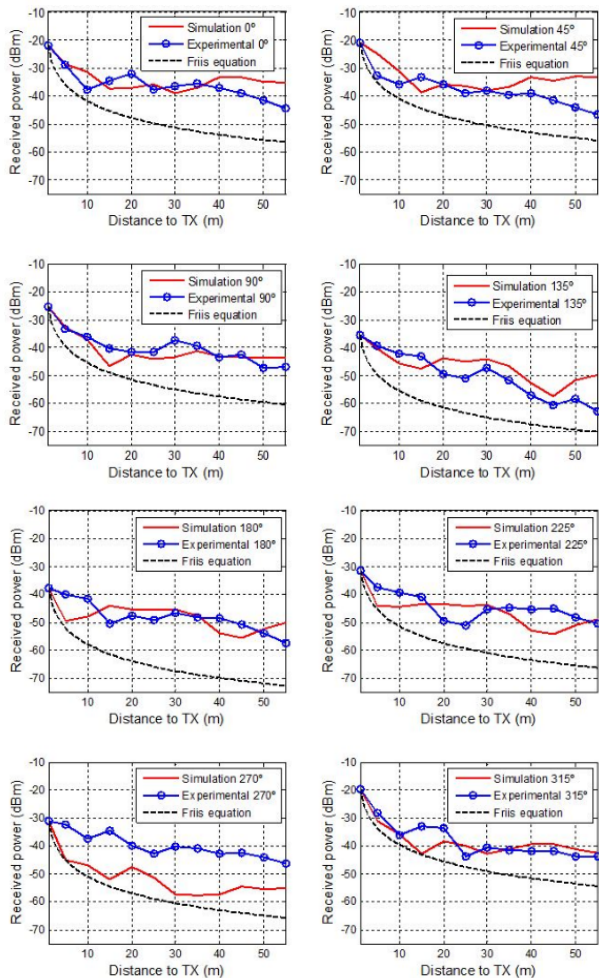 -10
-20
-30
-40
-50
-60
-70
Received power (dBm)
Simulation 0º
Experimental 0º
Friis equation
10 20 30 40 50
Distance to TX (m)
-10
-20
-30
-40
-50
-60
-70
Received power (dBm)
Simulation 45º
Experimental 45º
Friis equation
10 20 30 40 50
Distance to TX (m)
-10
-20
-30
-40
-50
-60
-70
Received power (dBm)
Simulation 90º
Experimental 90º
Friis equation
10 20 30 40 50
Distance to TX (m)
-10
-20
-30
-40
-50
-60
-70
Received power (dBm)
Simulation 135º
Experimental 135º
Friis equation
10 20 30 40 50
Distance to TX (m)
-10
-20
-30
-40
-50
-60
-70
Received power (dBm)
Simulation 180º
Experimental 180º
Friis equation
10 20 30 40 50
Distance to TX (m)
-10
-20
-30
-40
-50
-60
-70
Received power (dBm)
Simulation 225º
Experimental 225º
Friis equation
10 20 30 40 50
Distance to TX (m)
-10
-20
-30
-40
-50
-60
-70
Received power (dBm)
Simulation 270º
Experimental 270º
Friis equation
10 20 30 40 50
Distance to TX (m)
-10
-20
-30
-40
-50
-60
-70
Received power (dBm)
Simulation 315º
Experimental 315º
Friis equation
10 20 30 40 50
Distance to TX (m)